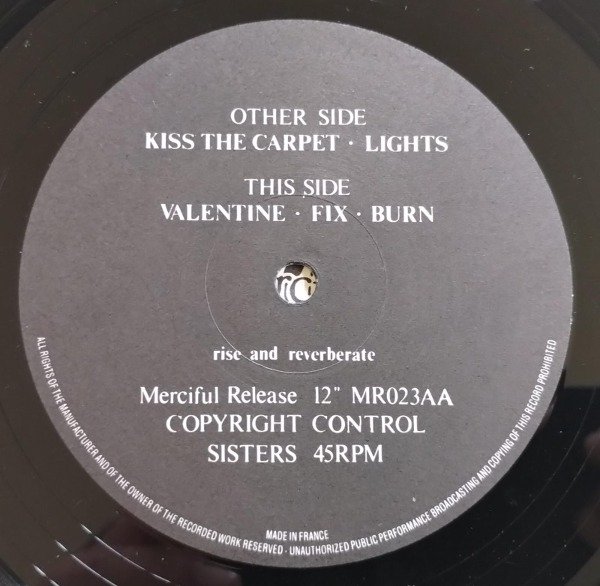 OTHER SIDE
KISS THE CARPET · LIGHTS
THIS SIDE
VALENTINE · FIX · BURN
rise and reverberate
Merciful Release 12" MR023AA
COPYRIGHT CONTROL
SISTERS 45RPM
MADE IN FRANCE
ALL RIGHTS OF THE MANUFACTURER AND OF THE OWNER OF THE RECORDED WORK RESERVED · UNAUTHORIZED PUBLIC PERFORMANCE BROADCASTING AND COPYING OF THIS RECORD PROHIBITED